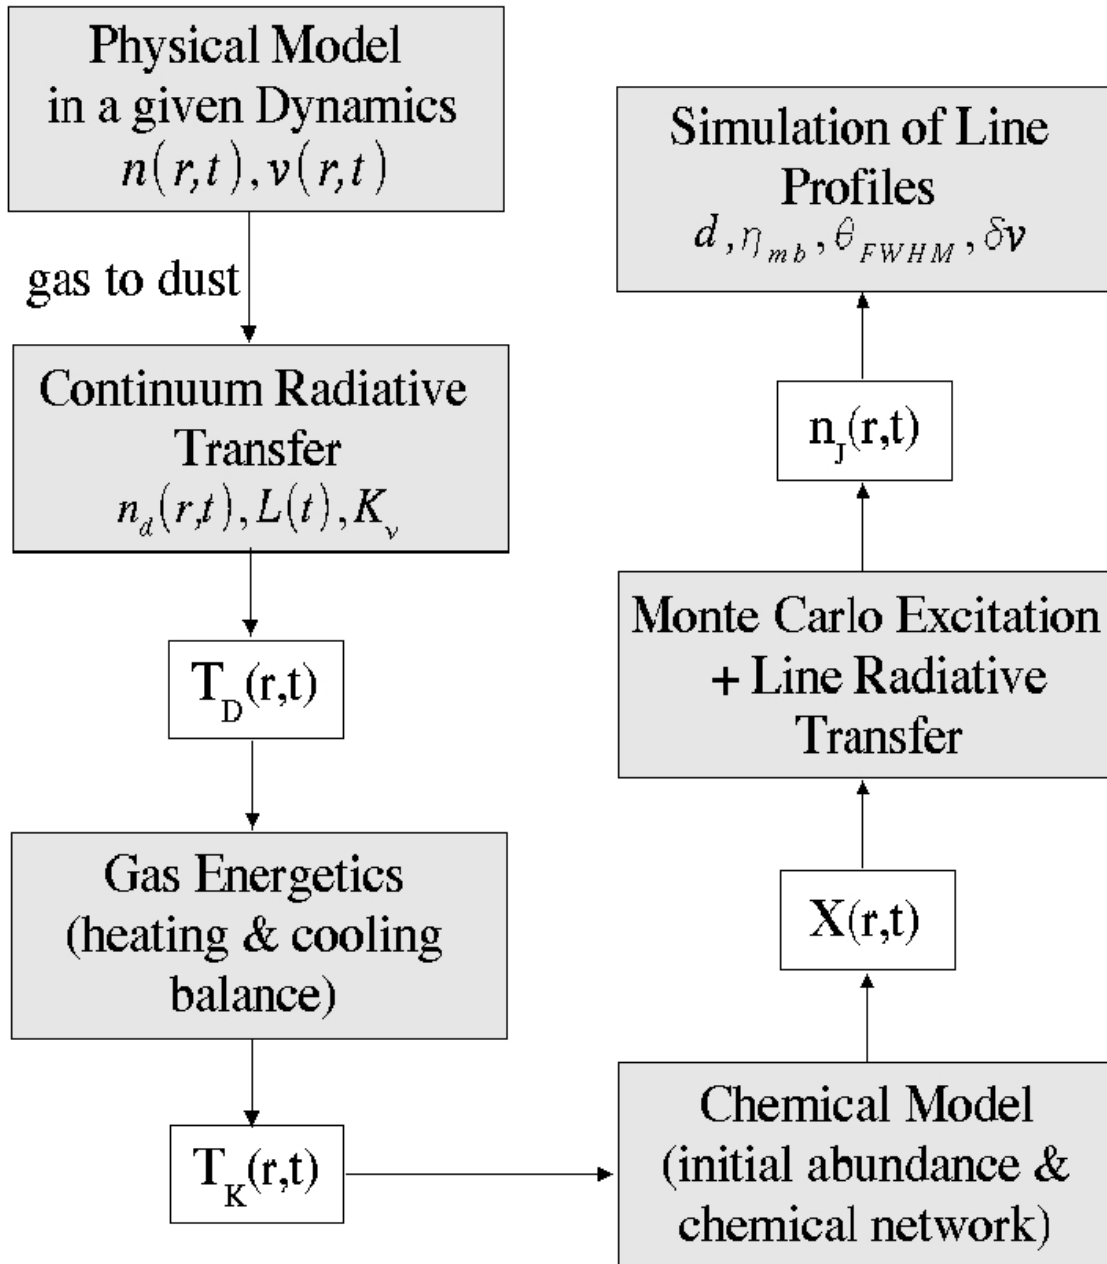 Physical Model
in a given Dynamics
n(r,t),v(r,t)
gas to dust
Continuum Radiative
Transfer
n_d(r,t),L(t),K_ν
T_D(r,t)
Gas Energetics
(heating & cooling
balance)
T_K(r,t)
Chemical Model
(initial abundance &
chemical network)
X(r,t)
Monte Carlo Excitation
+ Line Radiative
Transfer
n_J(r,t)
Simulation of Line
Profiles
d,η_mb,θ_FWHM,δv